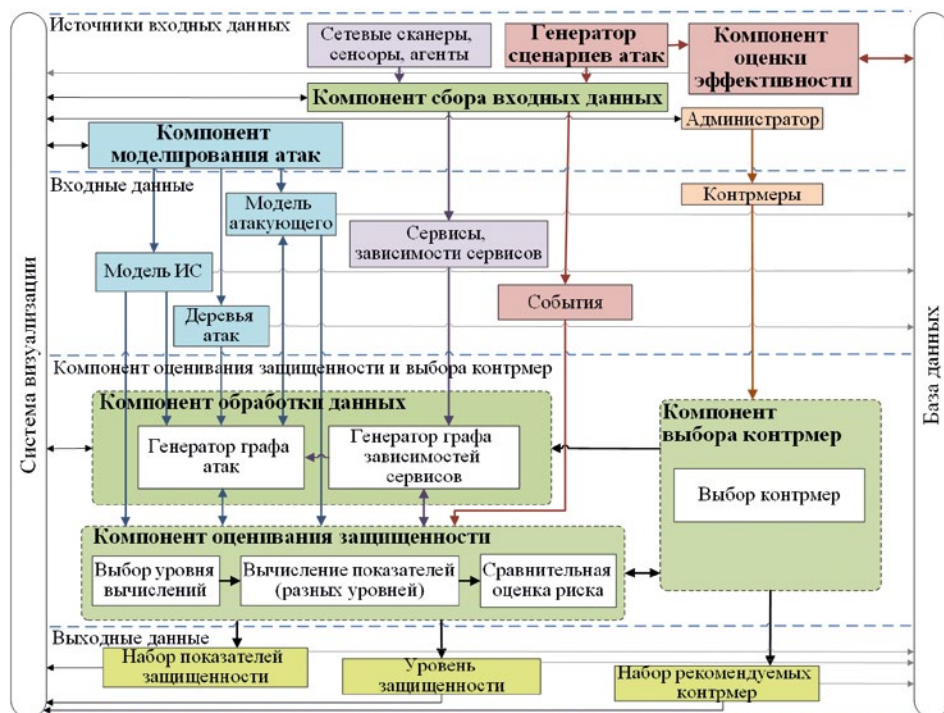 Источники входных данных
Сетевые сканеры,
сенсоры, агенты
Генератор
сценариев атак
Компонент
оценки
эффективности
Компонент сбора входных данных
Администратор
Компонент
моделирования атак
Входные данные
Модель
атакующего
Контрмеры
Сервисы,
зависимости сервисов
Модель ИС
События
Деревья
атак
Система визуализации
База данных
Компонент оценивания защищенности и выбора контрмер
Компонент обработки данных
Генератор графа
атак
Генератор графа
зависимостей
сервисов
Компонент
выбора контрмер
Выбор контрмер
Компонент оценивания защищенности
Выбор уровня
вычислений
Вычисление показателей
(разных уровней)
Сравнительная
оценка риска
Выходные данные
Набор показателей
защищенности
Уровень
защищенности
Набор рекомендуемых
контрмер